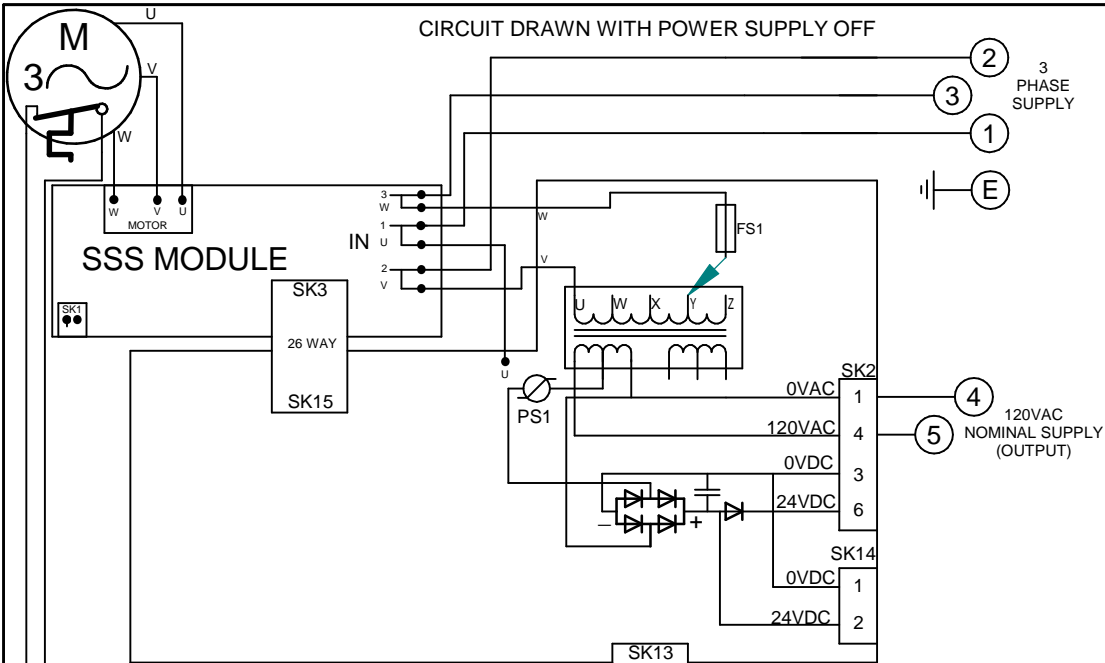 CIRCUIT DRAWN WITH POWER SUPPLY OFF
U
M
3
V
W
2
3
1
3
PHASE
SUPPLY
E
W V U
MOTOR
SSS MODULE
IN
3
W
1
U
2
V
W
V
U
FS1
U W X Y Z
SK1
SK3
26 WAY
SK15
PS1
SK2
0VAC 1
4
120VAC 4
5
120VAC
NOMINAL SUPPLY
(OUTPUT)
0VDC 3
24VDC 6
– +
SK14
0VDC 1
24VDC 2
SK13